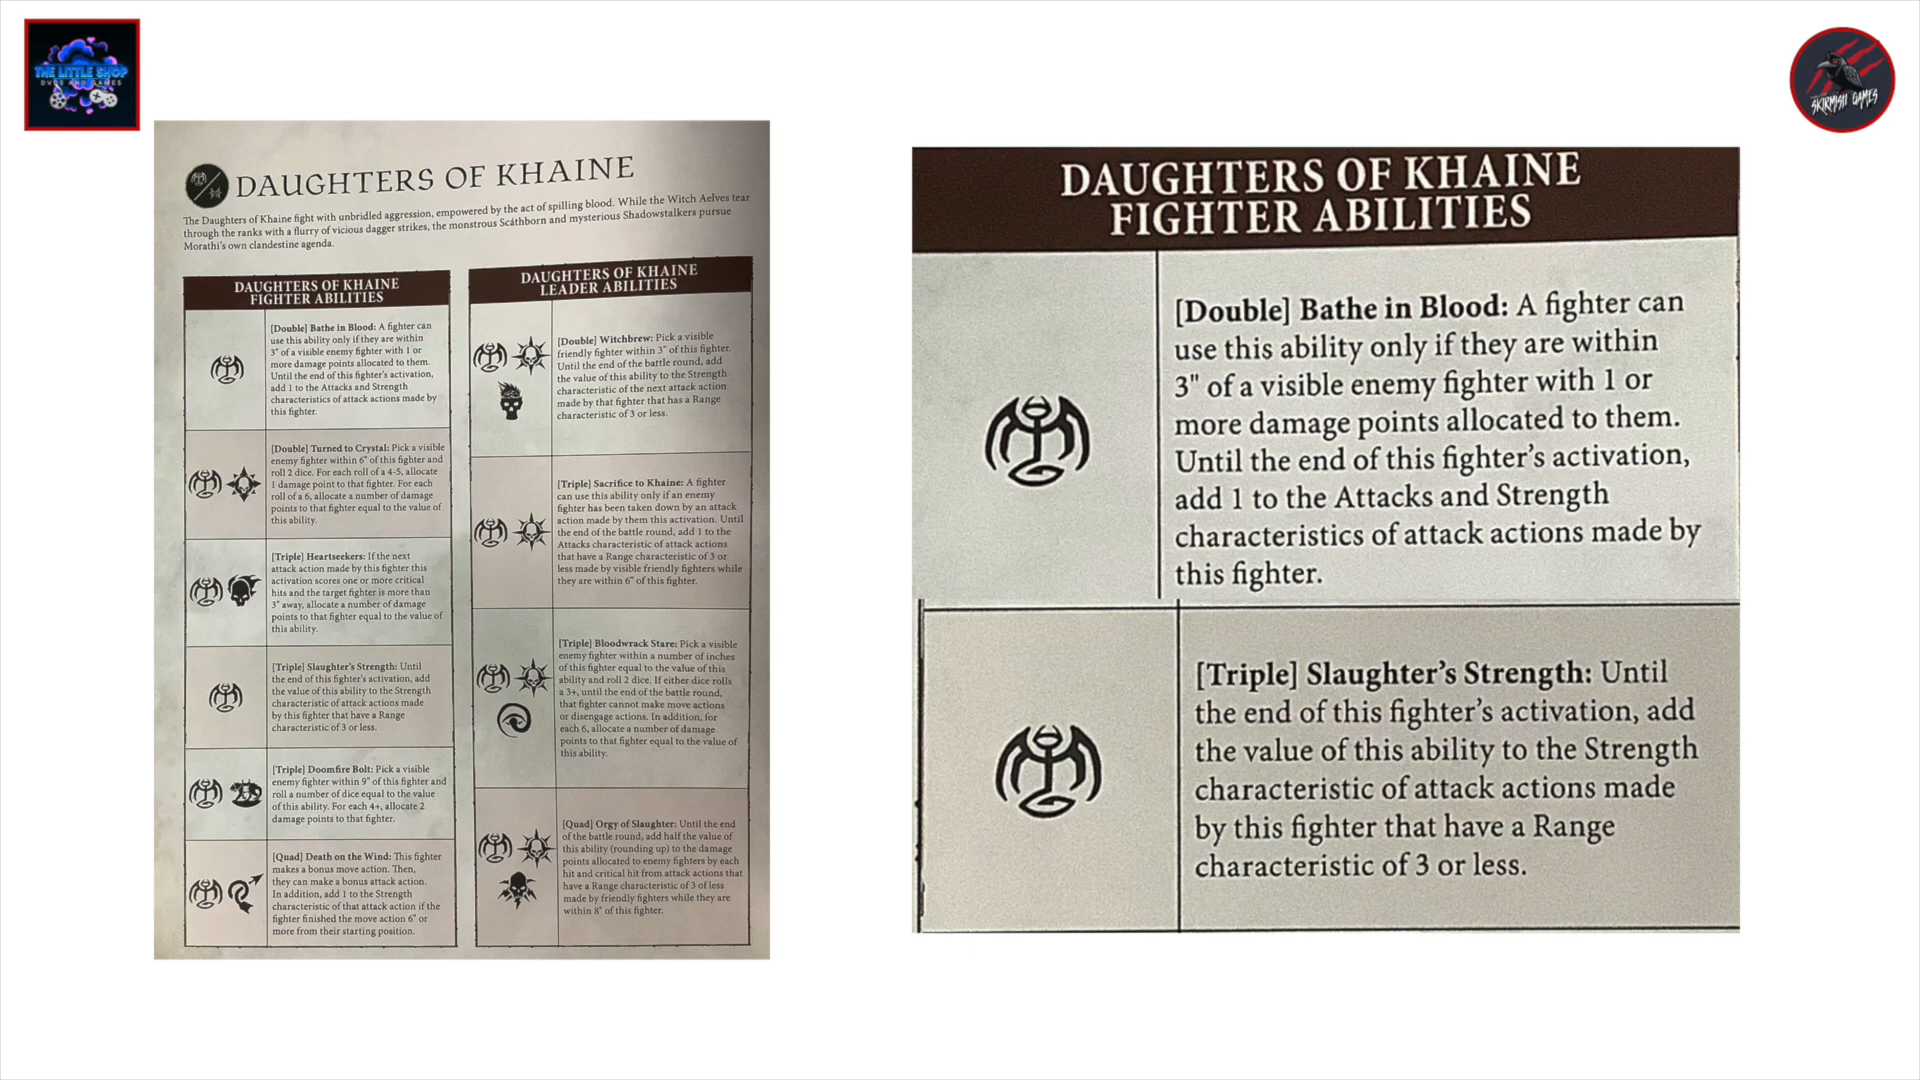 THE LITTLE SHOP
DVDS AND GAMES
SKIRMISH GAMES
DAUGHTERS OF KHAINE
The Daughters of Khaine fight with unbridled aggression, empowered by the act of spilling blood. While the Witch Aelves tear
through the ranks with a flurry of vicious dagger strikes, the monstrous Scáthborn and mysterious Shadowstalkers pursue
Morathi's own clandestine agenda.
DAUGHTERS OF KHAINE
FIGHTER ABILITIES
[Double] Bathe in Blood: A fighter can
use this ability only if they are within
3" of a visible enemy fighter with 1 or
more damage points allocated to them.
Until the end of this fighter's activation,
add 1 to the Attacks and Strength
characteristics of attack actions made by
this fighter.
[Double] Turned to Crystal: Pick a visible
enemy fighter within 6" of this fighter and
roll 2 dice. For each roll of a 4-5, allocate
1 damage point to that fighter. For each
roll of a 6, allocate a number of damage
points to that fighter equal to the value of
this ability.
[Triple] Heartseekers: If the next
attack action made by this fighter this
activation scores one or more critical
hits and the target fighter is more than
3" away, allocate a number of damage
points to that fighter equal to the value of
this ability.
[Triple] Slaughter's Strength: Until
the end of this fighter's activation, add
the value of this ability to the Strength
characteristic of attack actions made
by this fighter that have a Range
characteristic of 3 or less.
[Triple] Doomfire Bolt: Pick a visible
enemy fighter within 9" of this fighter and
roll a number of dice equal to the value
of this ability. For each 4+, allocate 2
damage points to that fighter.
[Quad] Death on the Wind: This fighter
makes a bonus move action. Then,
they can make a bonus attack action.
In addition, add 1 to the Strength
characteristic of that attack action if the
fighter finished the move action 6" or
more from their starting position.
DAUGHTERS OF KHAINE
LEADER ABILITIES
[Double] Witchbrew: Pick a visible
friendly fighter within 3" of this fighter.
Until the end of the battle round, add
the value of this ability to the Strength
characteristic of the next attack action
made by that fighter that has a Range
characteristic of 3 or less.
[Triple] Sacrifice to Khaine: A fighter
can use this ability only if an enemy
fighter has been taken down by an attack
action made by them this activation. Until
the end of the battle round, add 1 to the
Attacks characteristic of attack actions
that have a Range characteristic of 3 or
less made by visible friendly fighters while
they are within 6" of this fighter.
[Triple] Bloodwrack Stare: Pick a visible
enemy fighter within a number of inches
of this fighter equal to the value of this
ability and roll 2 dice. If either dice rolls
a 3+, until the end of the battle round,
that fighter cannot make move actions
or disengage actions. In addition, for
each 6, allocate a number of damage
points to that fighter equal to the value of
this ability.
[Quad] Orgy of Slaughter: Until the end
of the battle round, add half the value of
this ability (rounding up) to the damage
points allocated to enemy fighters by each
hit and critical hit from attack actions that
have a Range characteristic of 3 of less
made by friendly fighters while they are
within 8" of this fighter.
DAUGHTERS OF KHAINE
FIGHTER ABILITIES
[Double] Bathe in Blood: A fighter can
use this ability only if they are within
3" of a visible enemy fighter with 1 or
more damage points allocated to them.
Until the end of this fighter's activation,
add 1 to the Attacks and Strength
characteristics of attack actions made by
this fighter.
[Triple] Slaughter's Strength: Until
the end of this fighter's activation, add
the value of this ability to the Strength
characteristic of attack actions made
by this fighter that have a Range
characteristic of 3 or less.